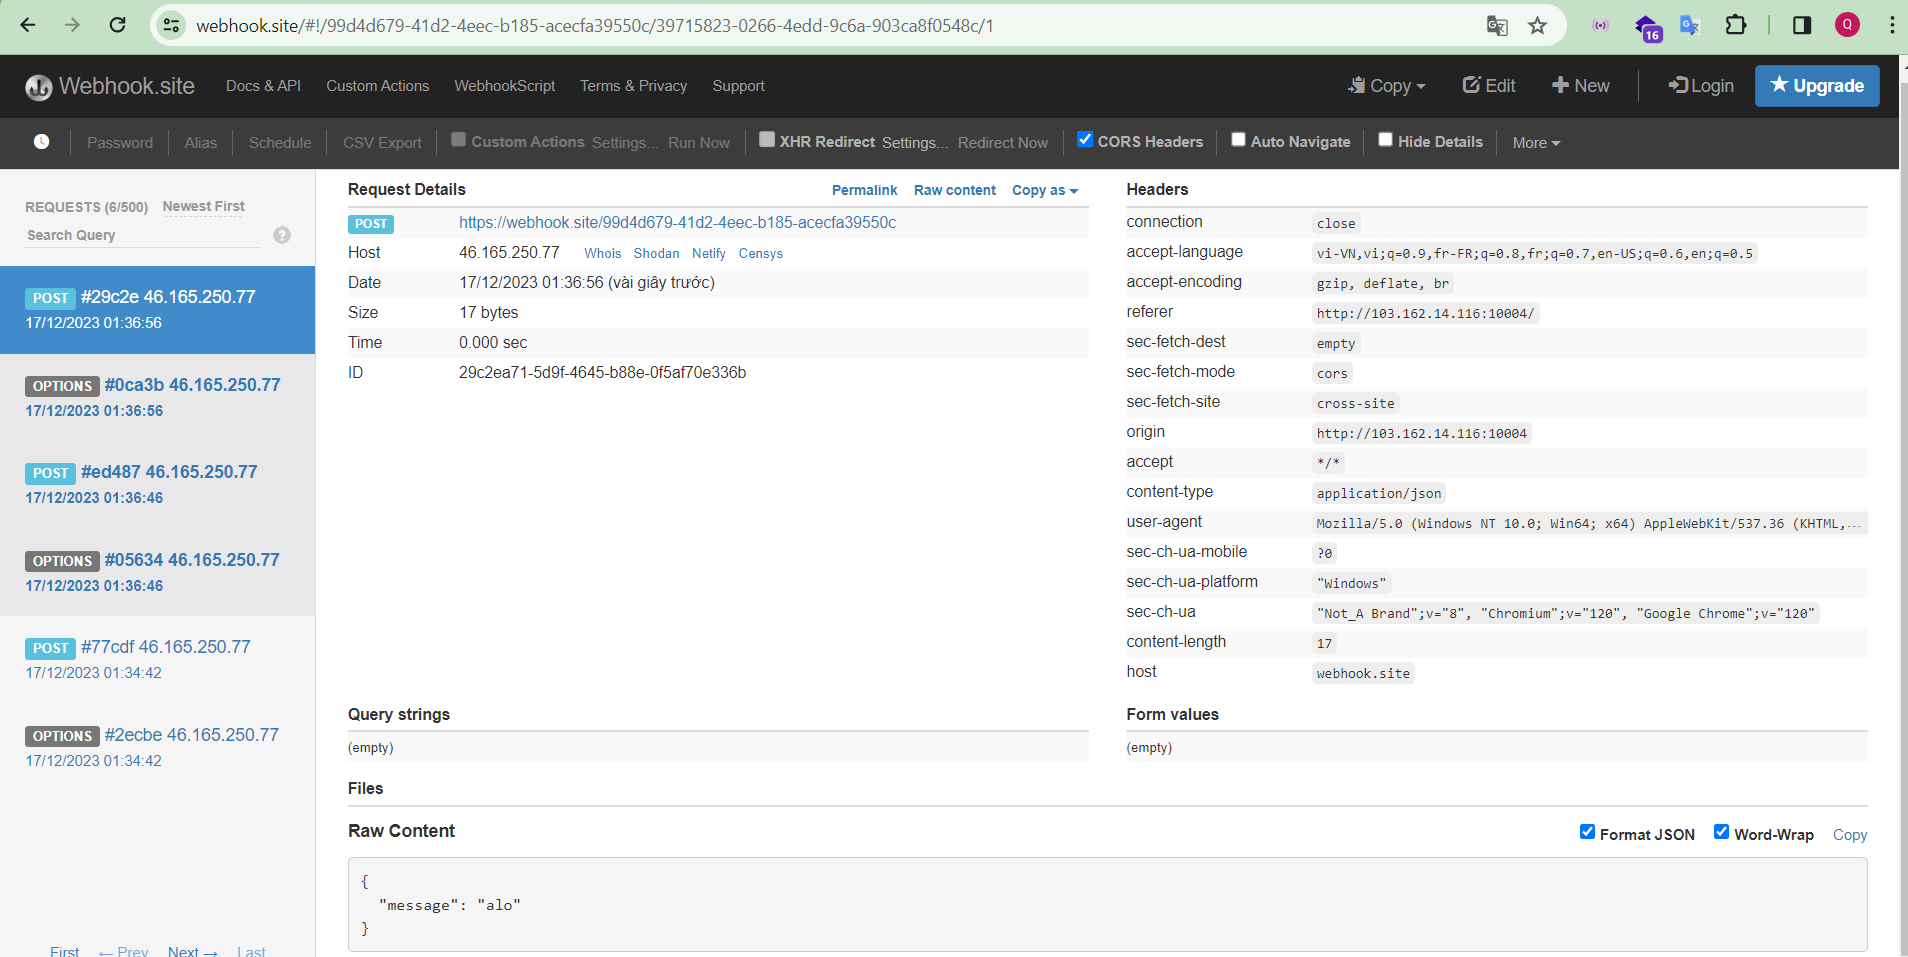 webhook.site/#!/99d4d679-41d2-4eec-b185-acecfa39550c/39715823-0266-4edd-9c6a-903ca8f0548c/1
16
Q
Webhook.site Docs & API Custom Actions WebhookScript Terms & Privacy Support Copy Edit New Login Upgrade
Password Alias Schedule CSV Export Custom Actions Settings... Run Now XHR Redirect Settings... Redirect Now CORS Headers Auto Navigate Hide Details More
REQUESTS (6/500) Newest First
Search Query
?
POST #29c2e 46.165.250.77
17/12/2023 01:36:56
OPTIONS #0ca3b 46.165.250.77
17/12/2023 01:36:56
POST #ed487 46.165.250.77
17/12/2023 01:36:46
OPTIONS #05634 46.165.250.77
17/12/2023 01:36:46
POST #77cdf 46.165.250.77
17/12/2023 01:34:42
OPTIONS #2ecbe 46.165.250.77
17/12/2023 01:34:42
First ← Prev Next → Last
Request Details Permalink Raw content Copy as
POST https://webhook.site/99d4d679-41d2-4eec-b185-acecfa39550c
Host 46.165.250.77 Whois Shodan Netify Censys
Date 17/12/2023 01:36:56 (vài giây trước)
Size 17 bytes
Time 0.000 sec
ID 29c2ea71-5d9f-4645-b88e-0f5af70e336b
Headers
connection close
accept-language vi-VN,vi;q=0.9,fr-FR;q=0.8,fr;q=0.7,en-US;q=0.6,en;q=0.5
accept-encoding gzip, deflate, br
referer http://103.162.14.116:10004/
sec-fetch-dest empty
sec-fetch-mode cors
sec-fetch-site cross-site
origin http://103.162.14.116:10004
accept */*
content-type application/json
user-agent Mozilla/5.0 (Windows NT 10.0; Win64; x64) AppleWebKit/537.36 (KHTML,...
sec-ch-ua-mobile ?0
sec-ch-ua-platform "Windows"
sec-ch-ua "Not_A Brand";v="8", "Chromium";v="120", "Google Chrome";v="120"
content-length 17
host webhook.site
Query strings
(empty)
Form values
(empty)
Files
Raw Content Format JSON Word-Wrap Copy
{
"message": "alo"
}